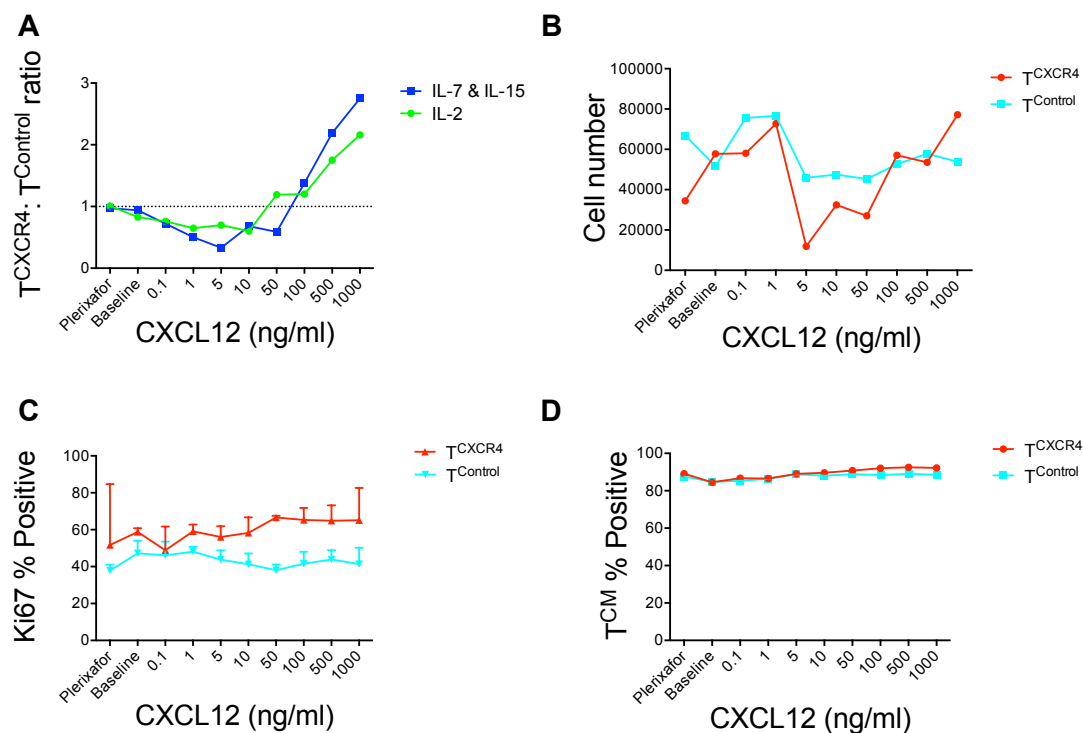 A
T^CXCR4: T^Control ratio
3
2
1
0
Plerixafor
Baseline
0.1
1
5
10
50
100
500
1000
CXCL12 (ng/ml)
IL-7 & IL-15
IL-2
B
Cell number
100000
80000
60000
40000
20000
0
Plerixafor
Baseline
0.1
1
5
10
50
100
500
1000
CXCL12 (ng/ml)
T^CXCR4
T^Control
C
Ki67 % Positive
100
80
60
40
20
0
Plerixafor
Baseline
0.1
1
5
10
50
100
500
1000
CXCL12 (ng/ml)
T^CXCR4
T^Control
D
T^CM % Positive
100
80
60
40
20
0
Plerixafor
Baseline
0.1
1
5
10
50
100
500
1000
CXCL12 (ng/ml)
T^CXCR4
T^Control